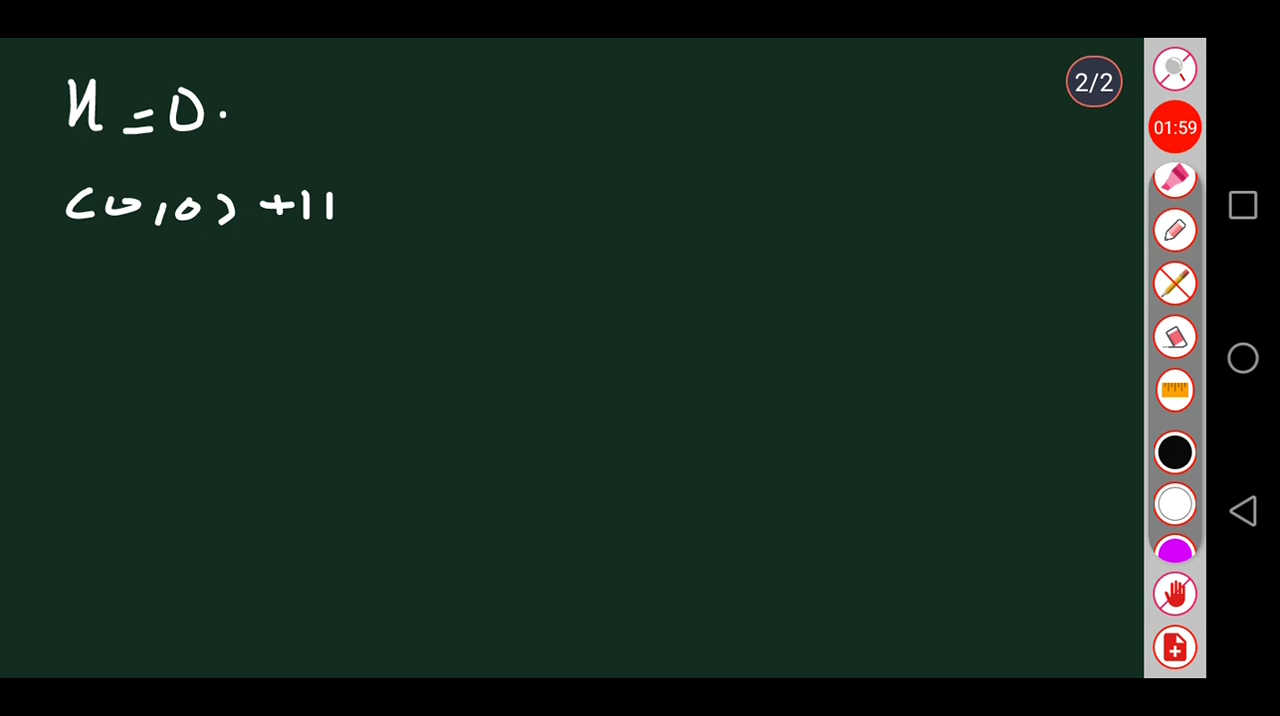 x = 0.
(0,0) + 11
2/2
01:59